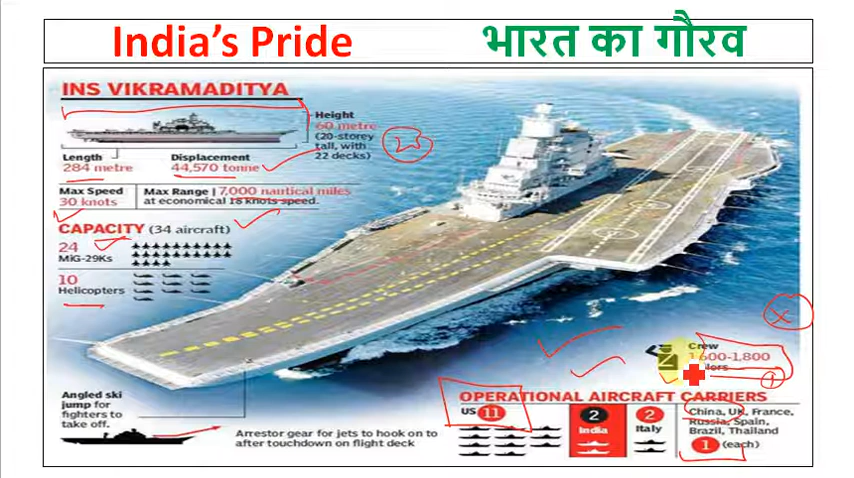 India's Pride
भारत का गौरव
INS VIKRAMADITYA
Height
60 metre
(20-storey
tall, with
22 decks)
Length
284 metre
Displacement
44,570 tonne
Max Speed
30 knots
Max Range | 7,000 nautical miles
at economical 18 knots speed.
CAPACITY (34 aircraft)
24
MiG-29Ks
10
Helicopters
Angled ski
jump for
fighters to
take off.
Arrestor gear for jets to hook on to
after touchdown on flight deck
Crew
1,600-1,800
OPERATIONAL AIRCRAFT CARRIERS
US 11
2
India
2
Italy
China, UK, France,
Russia, Spain,
Brazil, Thailand
1 (each)